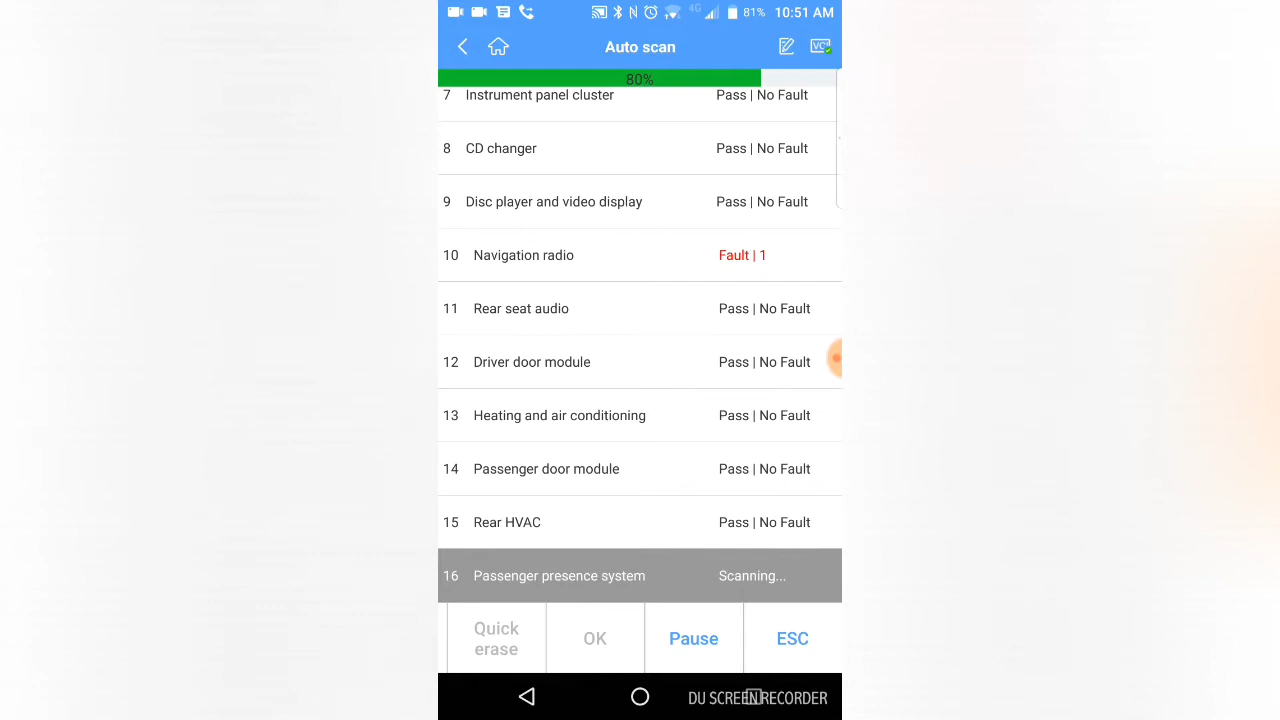 4G 81% 10:51 AM
Auto scan VCI
80%
7 Instrument panel cluster Pass | No Fault
8 CD changer Pass | No Fault
9 Disc player and video display Pass | No Fault
10 Navigation radio Fault | 1
11 Rear seat audio Pass | No Fault
12 Driver door module Pass | No Fault
13 Heating and air conditioning Pass | No Fault
14 Passenger door module Pass | No Fault
15 Rear HVAC Pass | No Fault
16 Passenger presence system Scanning...
Quick
erase
OK Pause ESC
DU SCREEN RECORDER